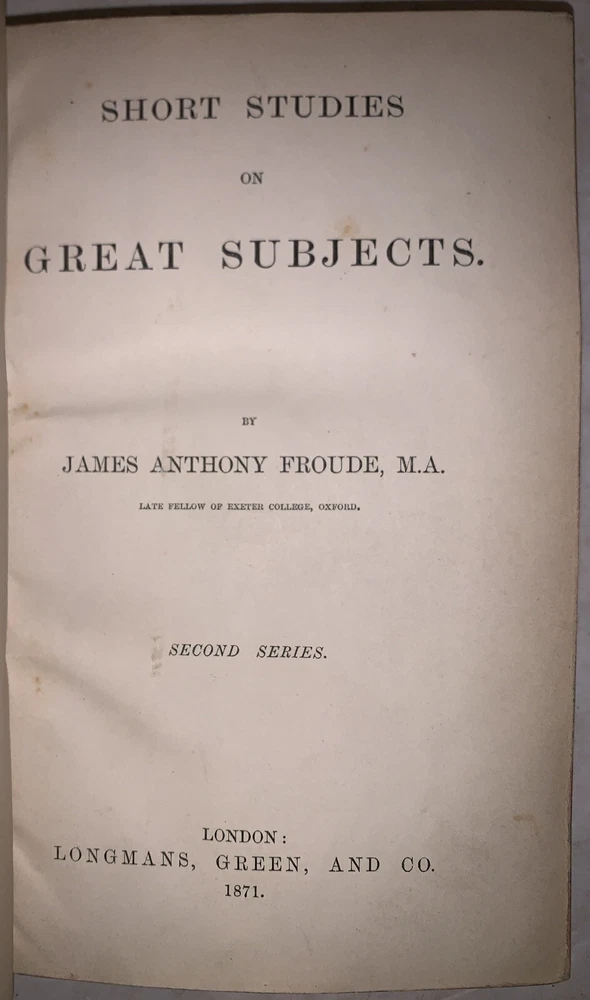 SHORT STUDIES
ON
GREAT SUBJECTS.
BY
JAMES ANTHONY FROUDE, M.A.
LATE FELLOW OF EXETER COLLEGE, OXFORD.
SECOND SERIES.
LONDON:
LONGMANS, GREEN, AND CO.
1871.